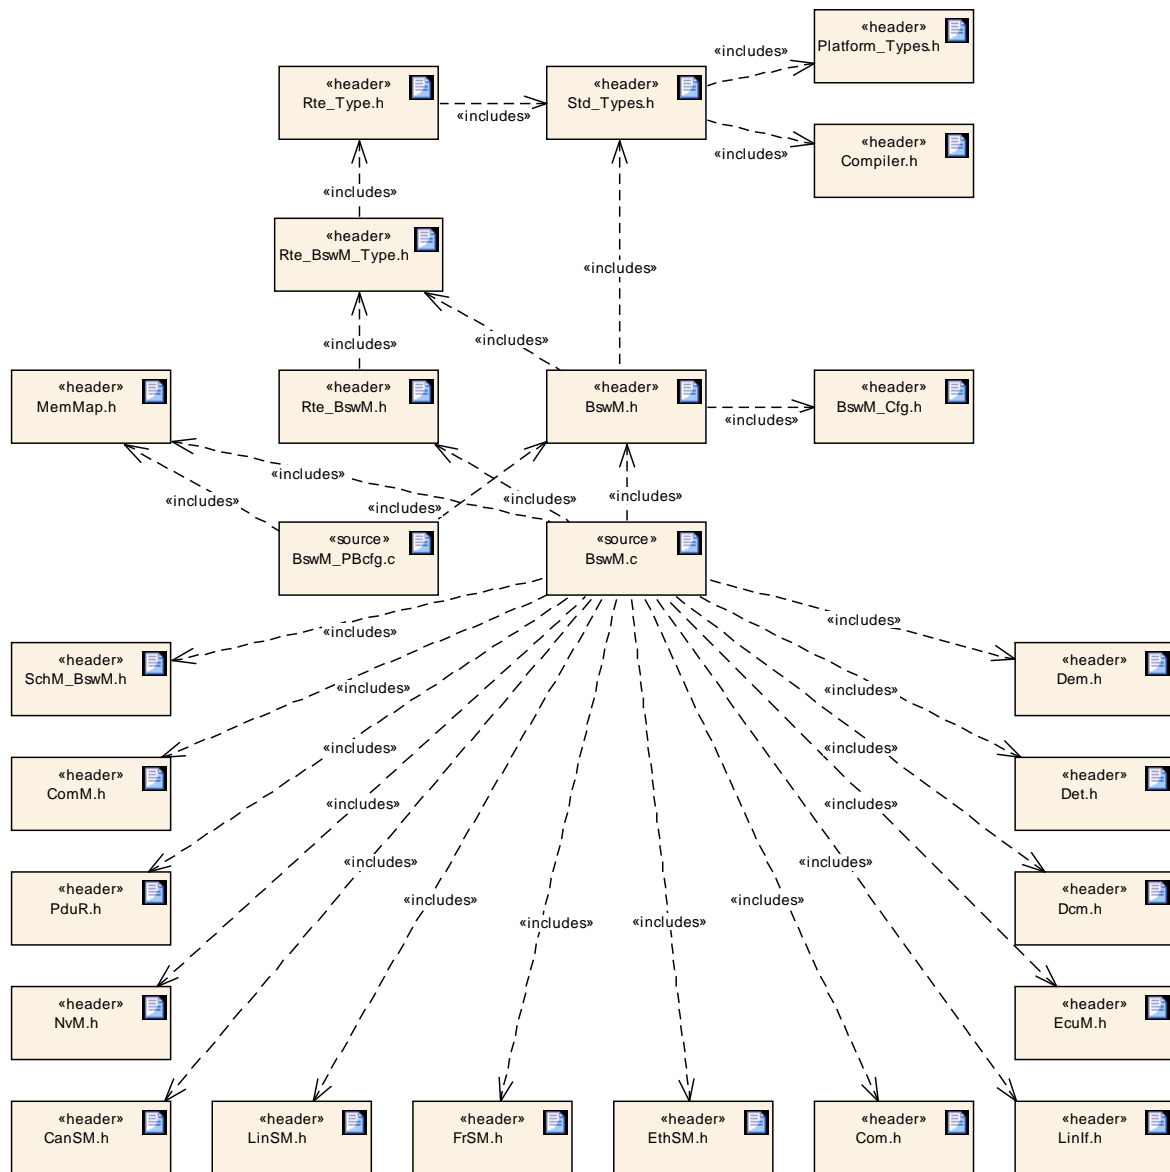 «header»
Platform_Types.h
«includes»
«header»
Rte_Type.h
«header»
Std_Types.h
«includes»
«includes»
«header»
Compiler.h
«includes»
«header»
Rte_BswM_Type.h
«includes»
«includes»
«includes»
«header»
MemMap.h
«header»
Rte_BswM.h
«header»
BswM.h
«header»
BswM_Cfg.h
«includes»
«includes»
«includes»
«includes»
«includes»
«includes»
«source»
BswM_PBcfg.c
«source»
BswM.c
«includes»
«includes»
«header»
SchM_BswM.h
«header»
Dem.h
«includes»
«includes»
«includes»
«includes»
«header»
ComM.h
«header»
Det.h
«includes»
«includes»
«includes»
«includes»
«header»
PduR.h
«header»
Dcm.h
«includes»
«includes»
«includes»
«includes»
«header»
NvM.h
«header»
EcuM.h
«header»
CanSM.h
«header»
LinSM.h
«header»
FrSM.h
«header»
EthSM.h
«header»
Com.h
«header»
LinIf.h